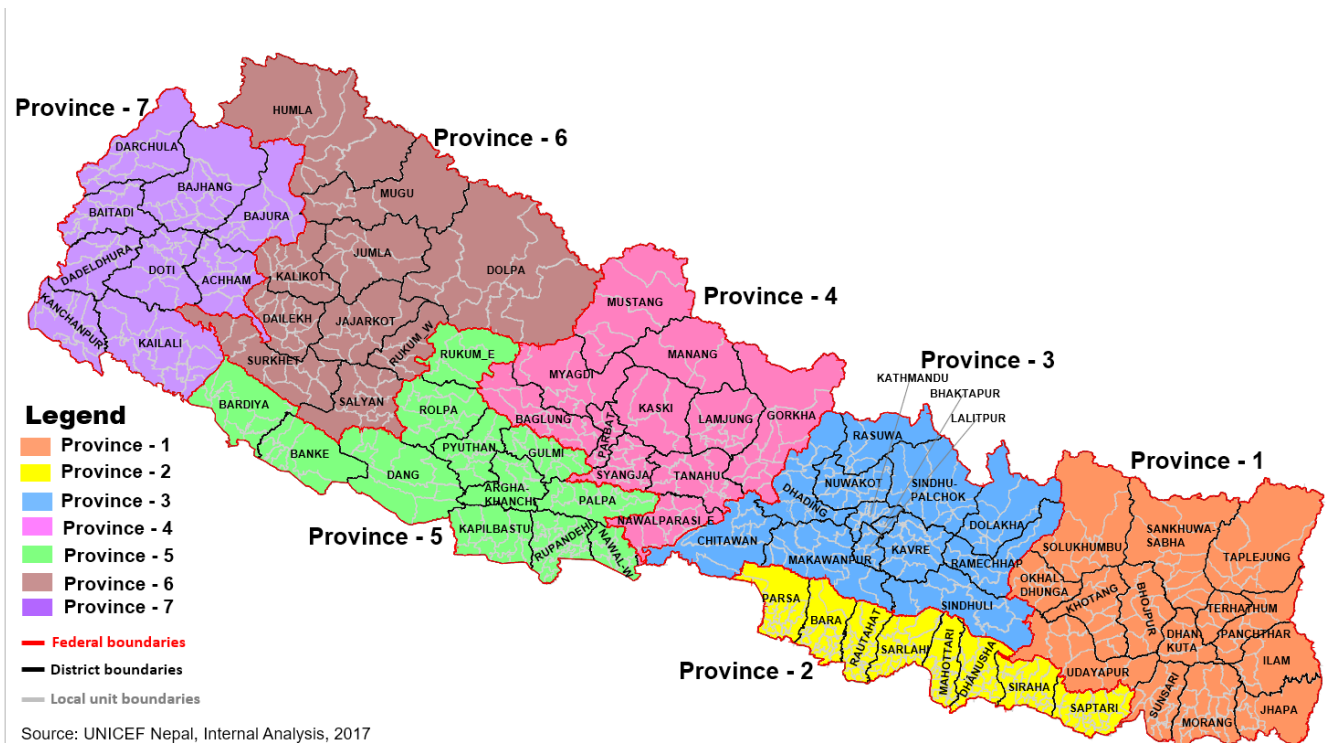 Province - 7
HUMLA
Province - 6
DARCHULA
BAJHANG
MUGU
BAITADI
BAJURA
JUMLA
DADELDHURA
DOTI
ACHHAM
KALIKOT
DOLPA
KANCHANPUR
KAILALI
DAILEKH
JAJARKOT
RUKUM_W
SURKHET
SALYAN
MUSTANG
Province - 4
RUKUM_E
MANANG
MYAGDI
BARDIYA
ROLPA
BAGLUNG
PARBAT
KASKI
LAMJUNG
GORKHA
Province - 3
KATHMANDU
BHAKTAPUR
LALITPUR
BANKE
DANG
PYUTHAN
GULMI
SYANGJA
TANAHU
ARGHA-
KHANCHI
PALPA
NAWALPARASI_E
Province - 5
KAPILBASTU
RUPANDEHI
NAWAL-W
RASUWA
NUWAKOT
SINDHU-
PALCHOK
DHADING
DOLAKHA
CHITAWAN
MAKAWANPUR
KAVRE
RAMECHHAP
SINDHULI
Province - 1
SOLUKHUMBU
SANKHUWA-
SABHA
TAPLEJUNG
OKHAL-
DHUNGA
KHOTANG
BHOJPUR
TERHATHUM
DHAN-
KUTA
PANCHTHAR
ILAM
UDAYAPUR
SUNSARI
MORANG
JHAPA
PARSA
BARA
RAUTAHAT
SARLAHI
MAHOTTARI
DHANUSHA
SIRAHA
SAPTARI
Province - 2
Legend
Province - 1
Province - 2
Province - 3
Province - 4
Province - 5
Province - 6
Province - 7
Federal boundaries
District boundaries
Local unit boundaries
Source: UNICEF Nepal, Internal Analysis, 2017